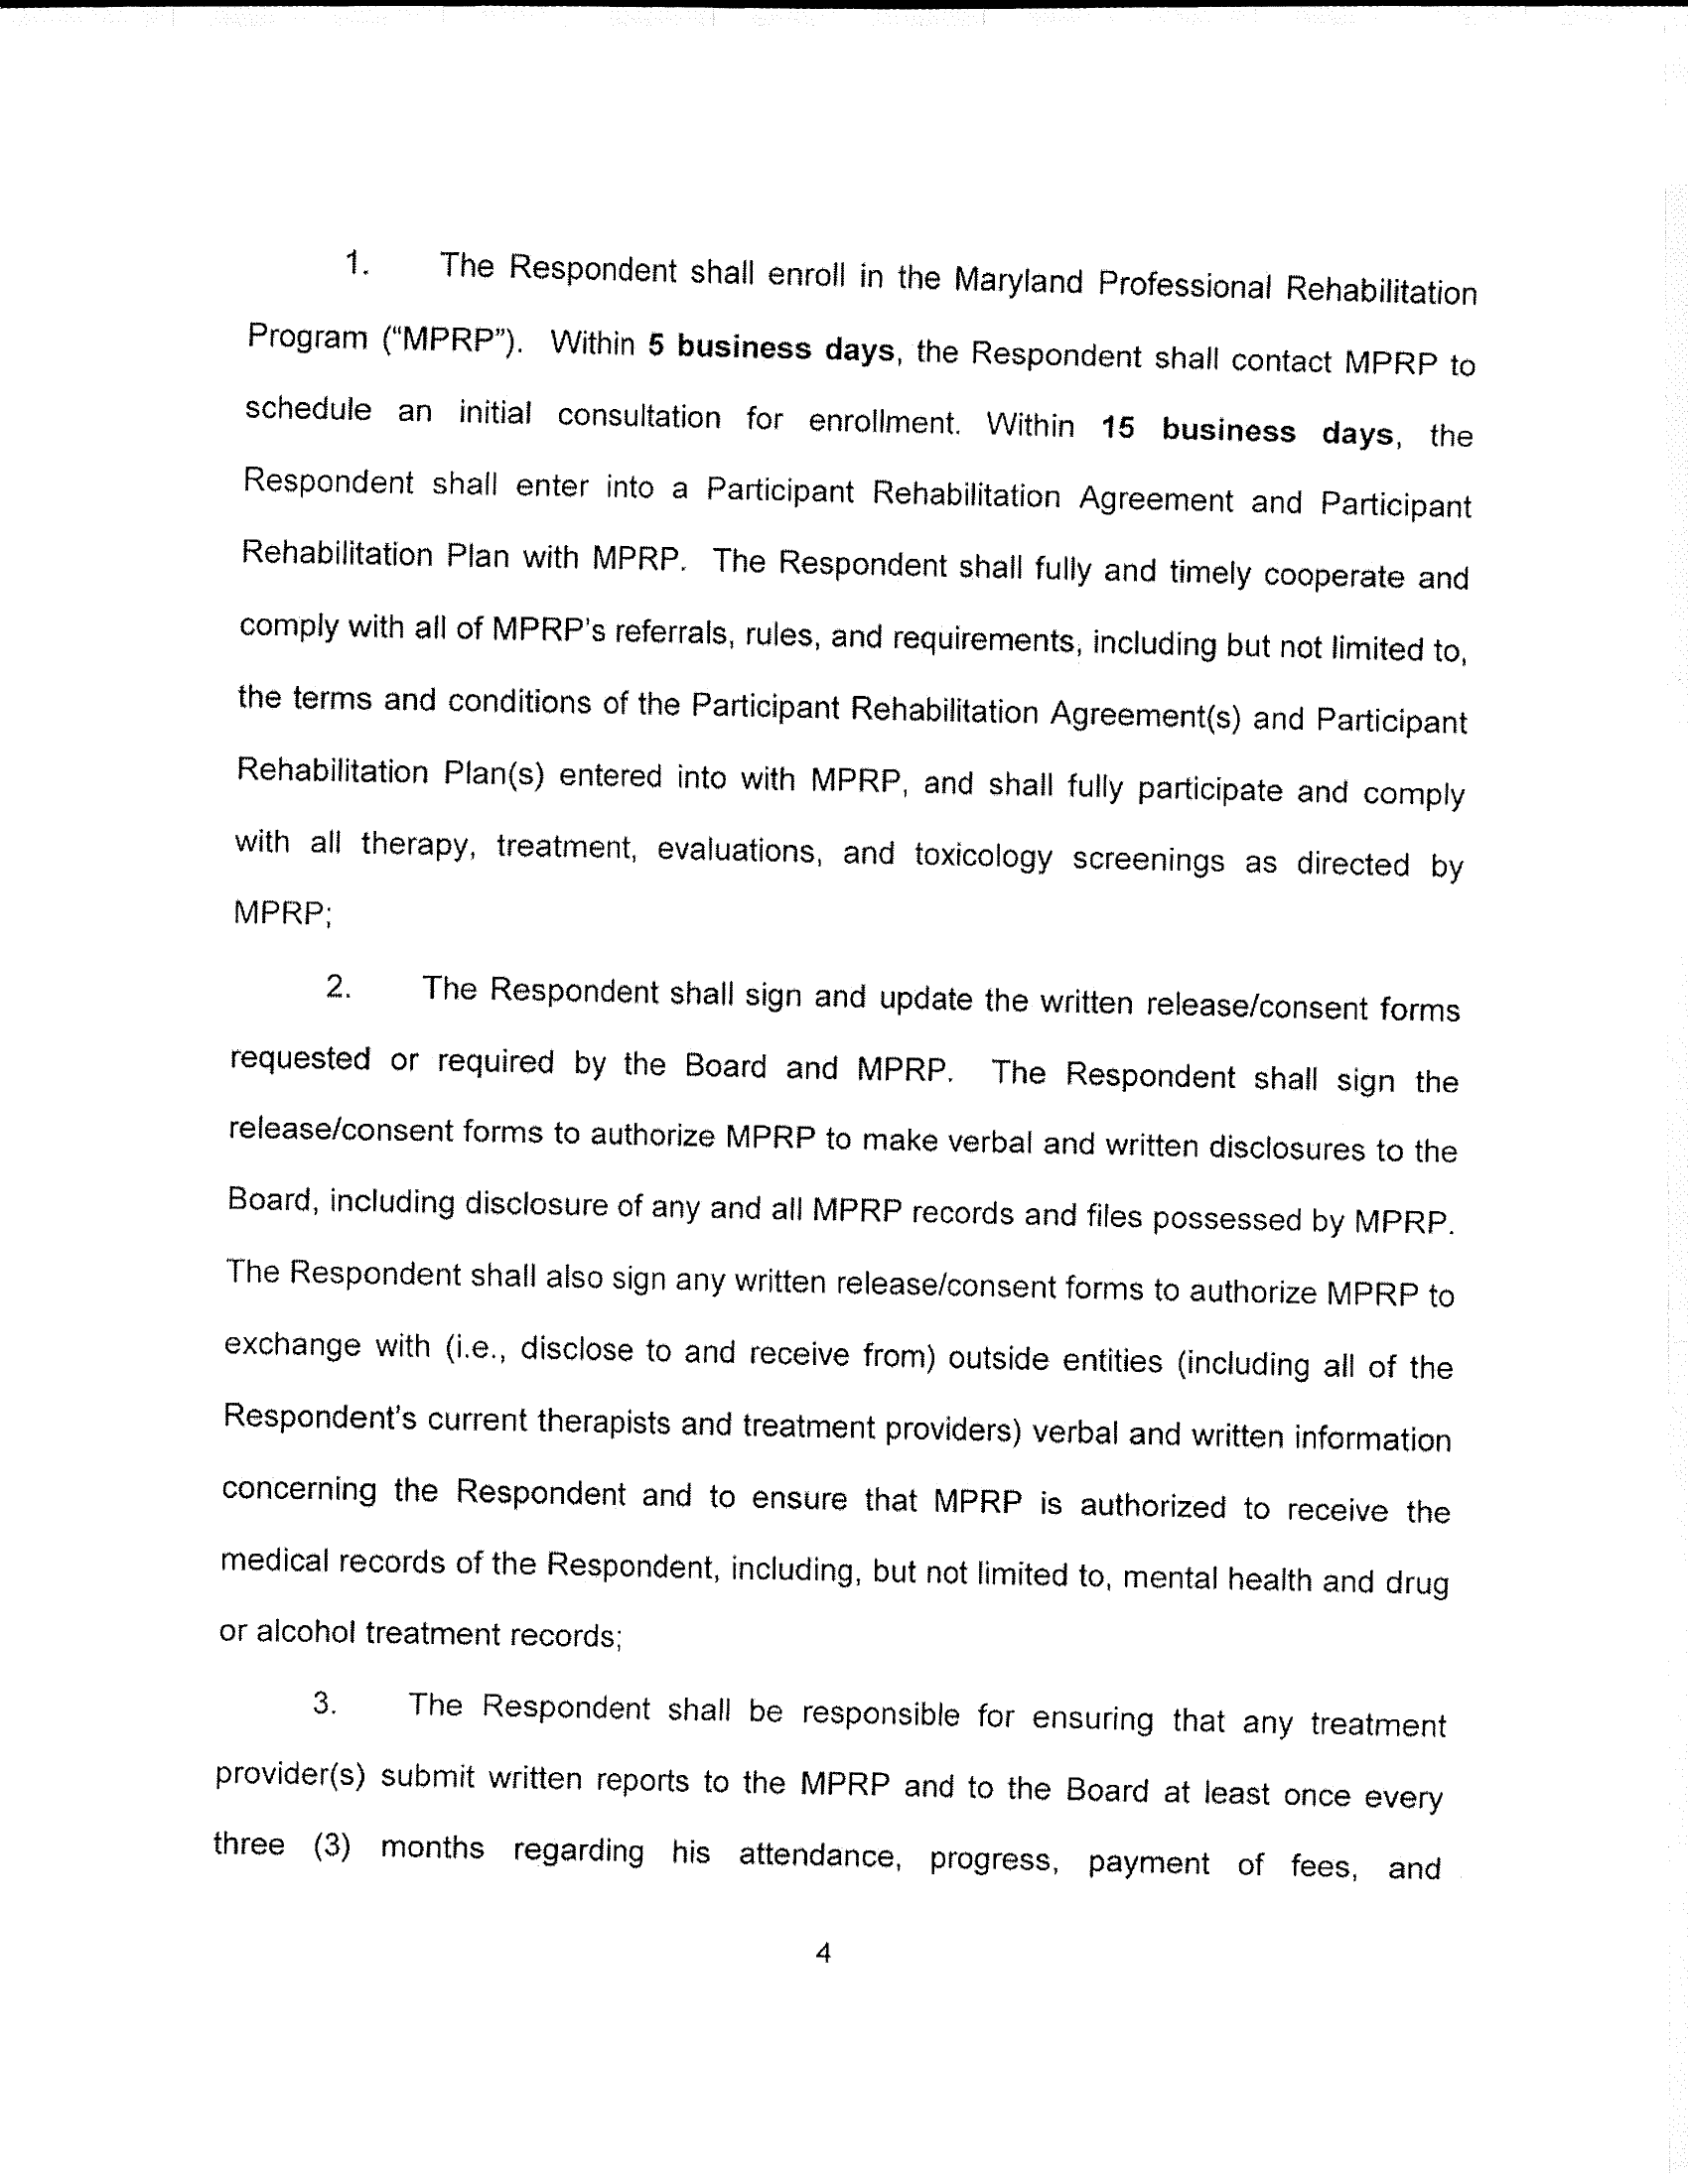 1. The Respondent shall enroll in the Maryland Professional Rehabilitation
Program (“MPRP”). Within 5 business days, the Respondent shall contact MPRP to
schedule an initial consultation for enrollment. Within 15 business days, the
Respondent shall enter into a Participant Rehabilitation Agreement and Participant
Rehabilitation Plan with MPRP. The Respondent shall fully and timely cooperate and
comply with all of MPRP's referrals, rules, and requirements, including but not limited to,
the terms and conditions of the Participant Rehabilitation Agreement(s) and Participant
Rehabilitation Plan(s) entered into with MPRP, and shall fully participate and comply
with all therapy, treatment, evaluations, and toxicology screenings as directed by
MPRP;
2. The Respondent shall sign and update the written release/consent forms
requested or required by the Board and MPRP. The Respondent shall sign the
release/consent forms to authorize MPRP to make verbal and written disclosures to the
Board, including disclosure of any and all MPRP records and files possessed by MPRP.
The Respondent shall also sign any written release/consent forms to authorize MPRP to
exchange with (i.e., disclose to and receive from) outside entities (including all of the
Respondent's current therapists and treatment providers) verbal and written information
concerning the Respondent and to ensure that MPRP is authorized to receive the
medical records of the Respondent, including, but not limited to, mental health and drug
or alcohol treatment records;
3. The Respondent shall be responsible for ensuring that any treatment
provider(s) submit written reports to the MPRP and to the Board at least once every
three (3) months regarding his attendance, progress, payment of fees, and
4